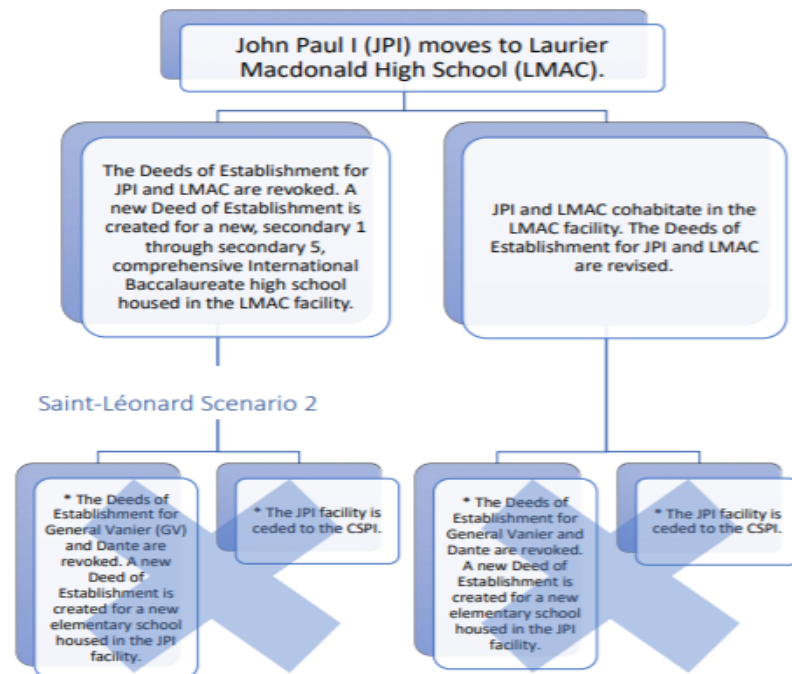 John Paul I (JPI) moves to Laurier
Macdonald High School (LMAC).
The Deeds of Establishment for
JPI and LMAC are revoked. A
new Deed of Establishment is
created for a new, secondary 1
through secondary 5,
comprehensive International
Baccalaureate high school
housed in the LMAC facility.
JPI and LMAC cohabitate in the
LMAC facility. The Deeds of
Establishment for JPI and LMAC
are revised.
Saint-Léonard Scenario 2
* The Deeds of
Establishment for
General Vanier (GV)
and Dante are
revoked. A new
Deed of
Establishment is
created for a new
elementary school
housed in the JPI
facility.
* The JPI facility is
ceded to the CSPI.
* The Deeds of
Establishment for
General Vanier and
Dante are revoked.
A new Deed of
Establishment is
created for a new
elementary school
housed in the JPI
facility.
* The JPI facility is
ceded to the CSPI.